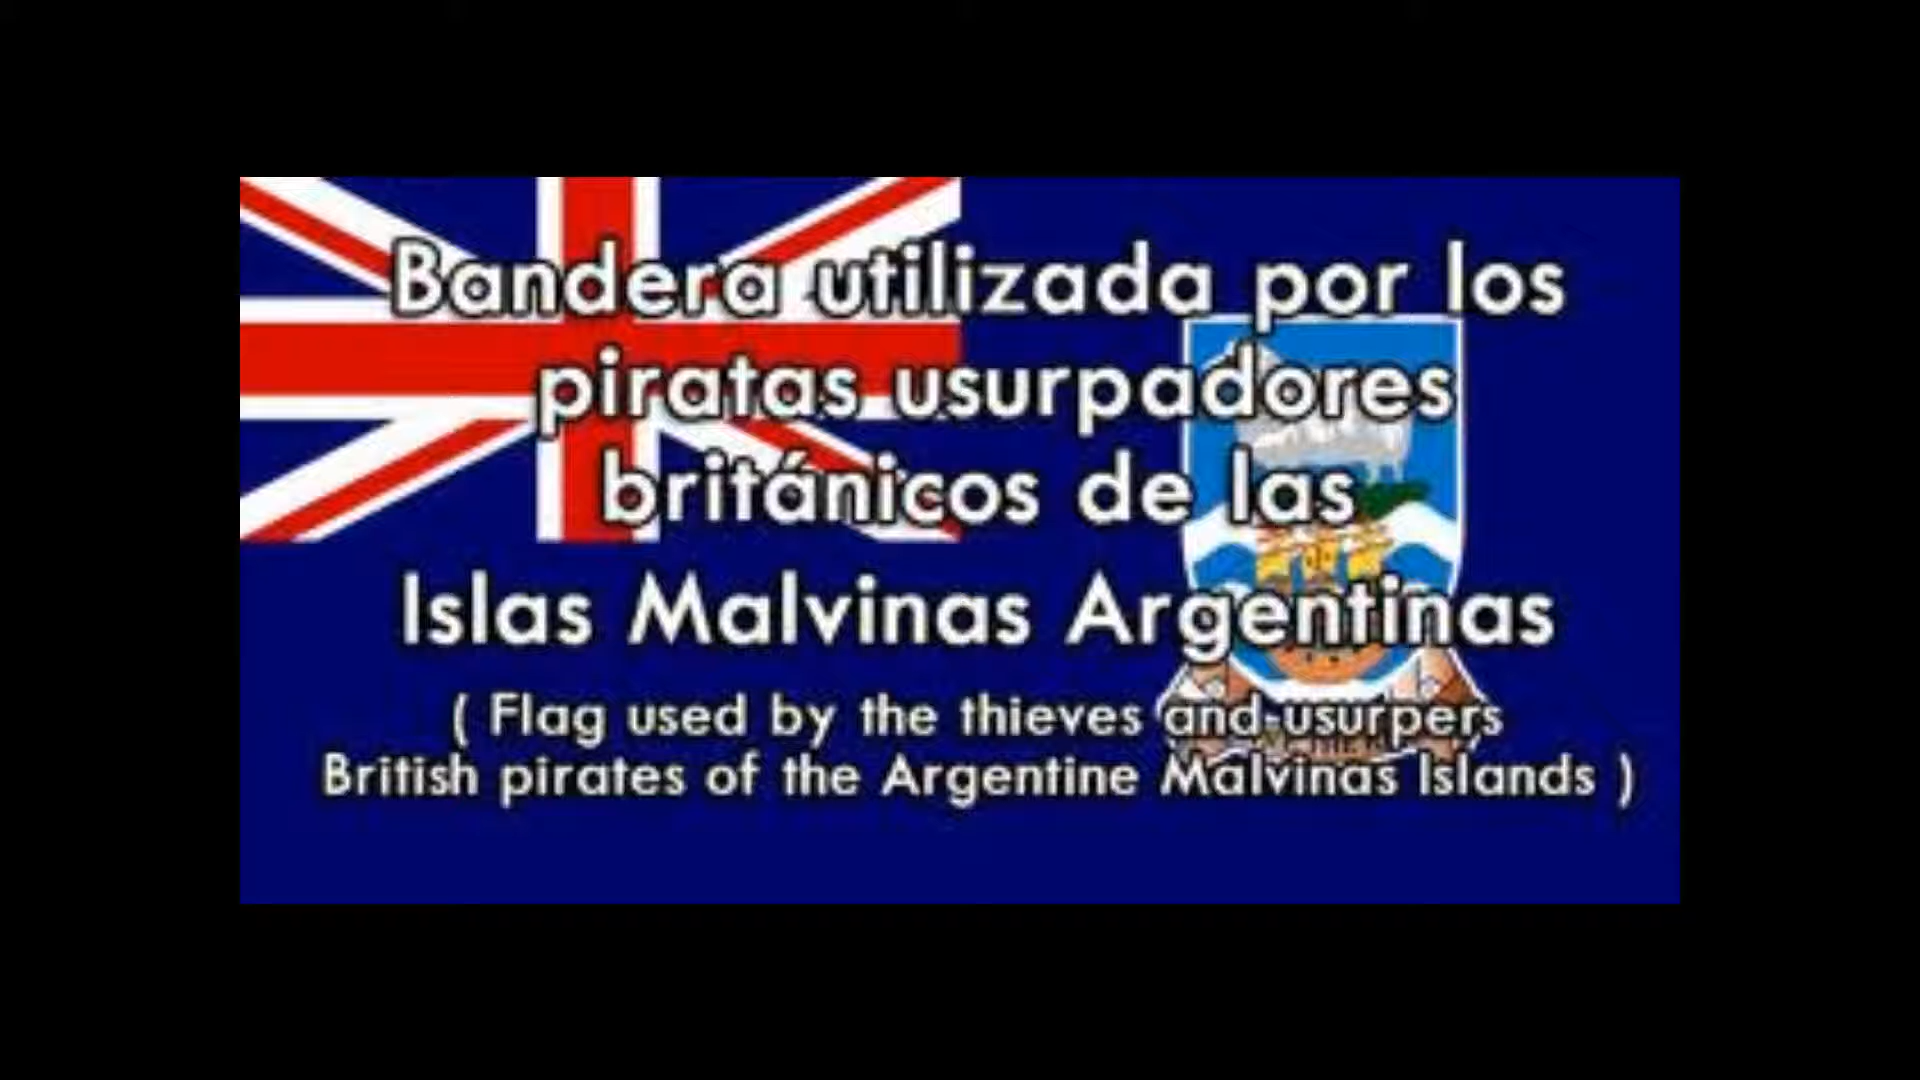 Bandera utilizada por los
piratas usurpadores
británicos de las
Islas Malvinas Argentinas
( Flag used by the thieves and usurpers
British pirates of the Argentine Malvinas Islands )